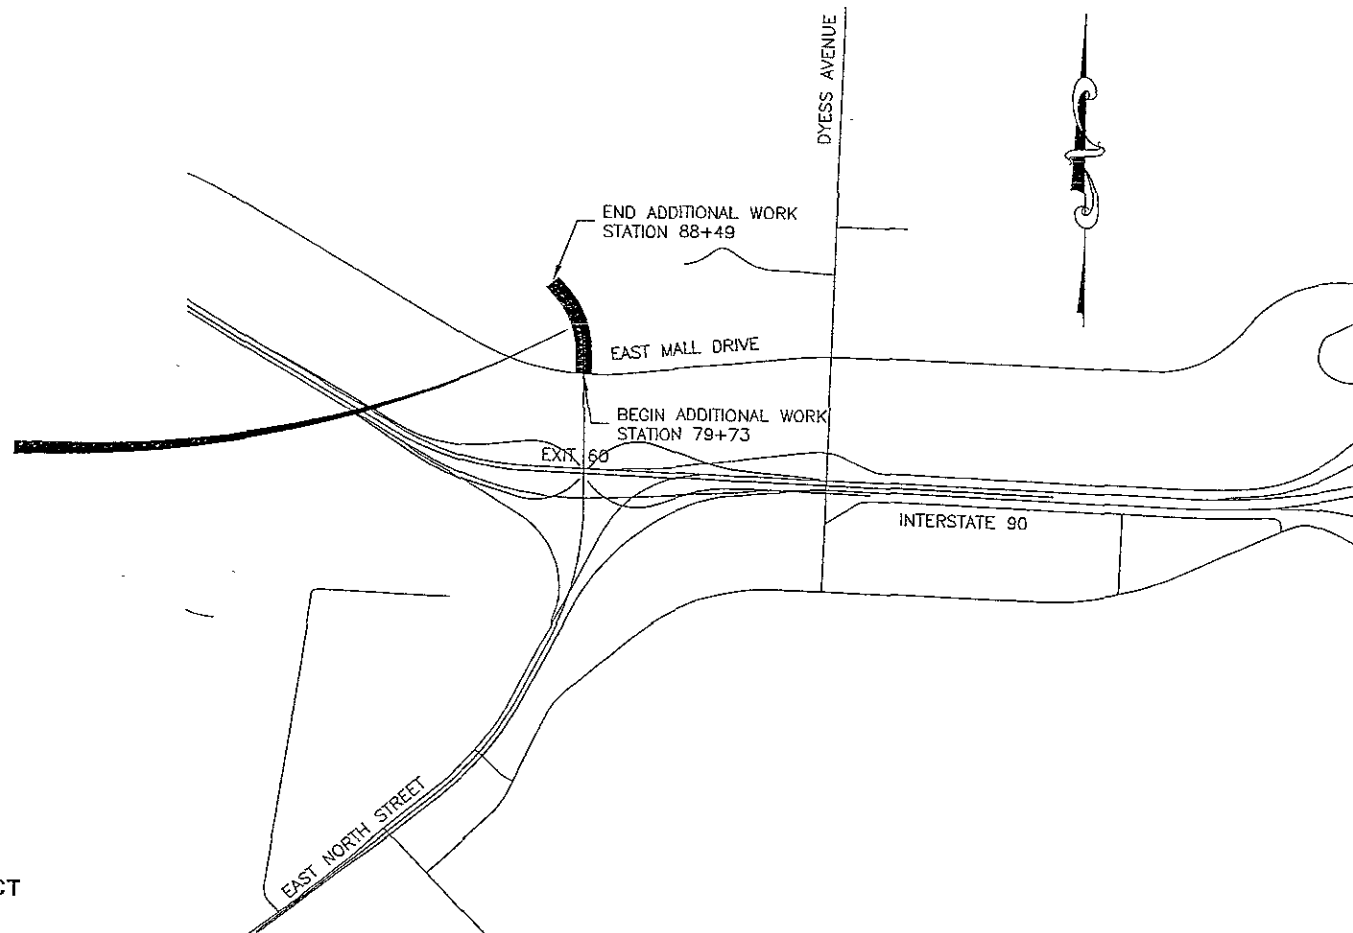 DYESS AVENUE
END ADDITIONAL WORK
STATION 88+49
EAST MALL DRIVE
BEGIN ADDITIONAL WORK
STATION 79+73
EXIT 60
INTERSTATE 90
EAST NORTH STREET
CT